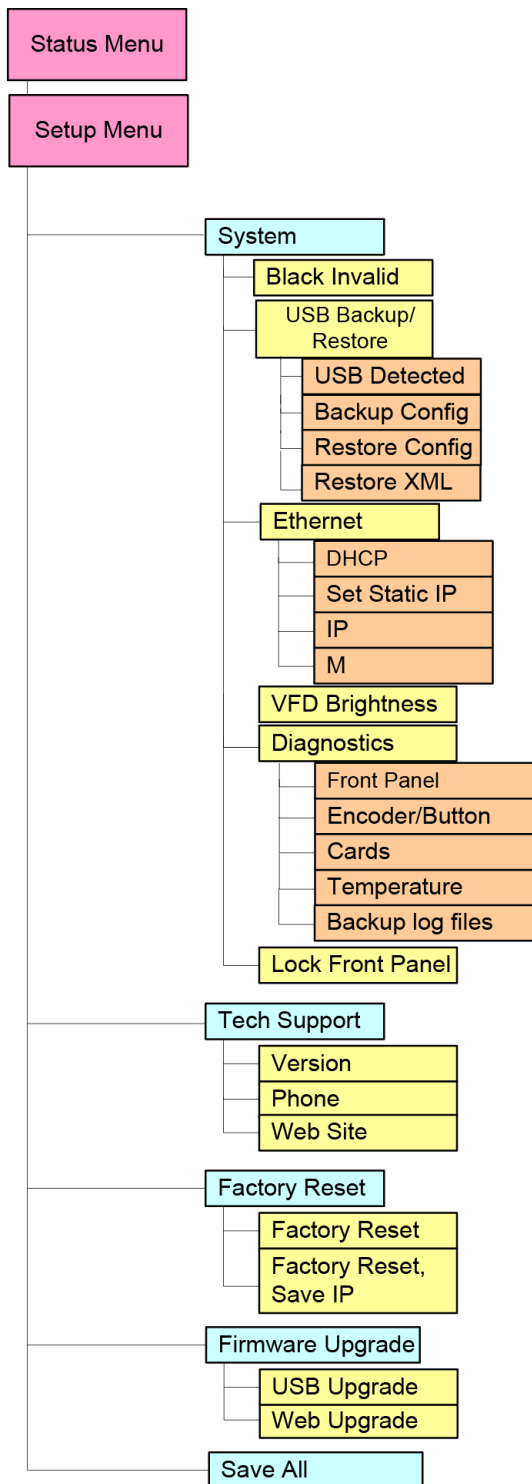 Status Menu
Setup Menu
System
Black Invalid
USB Backup/
Restore
USB Detected
Backup Config
Restore Config
Restore XML
Ethernet
DHCP
Set Static IP
IP
M
VFD Brightness
Diagnostics
Front Panel
Encoder/Button
Cards
Temperature
Backup log files
Lock Front Panel
Tech Support
Version
Phone
Web Site
Factory Reset
Factory Reset
Factory Reset,
Save IP
Firmware Upgrade
USB Upgrade
Web Upgrade
Save All